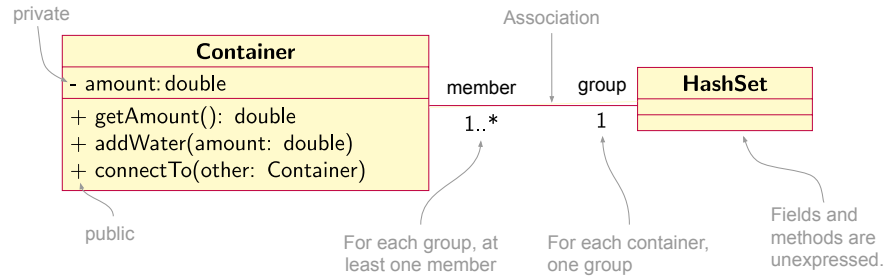 private
Association
Container
- amount: double
+ getAmount(): double
+ addWater(amount: double)
+ connectTo(other: Container)
member
group
1..*
1
HashSet
public
For each group, at
least one member
For each container,
one group
Fields and
methods are
unexpressed.